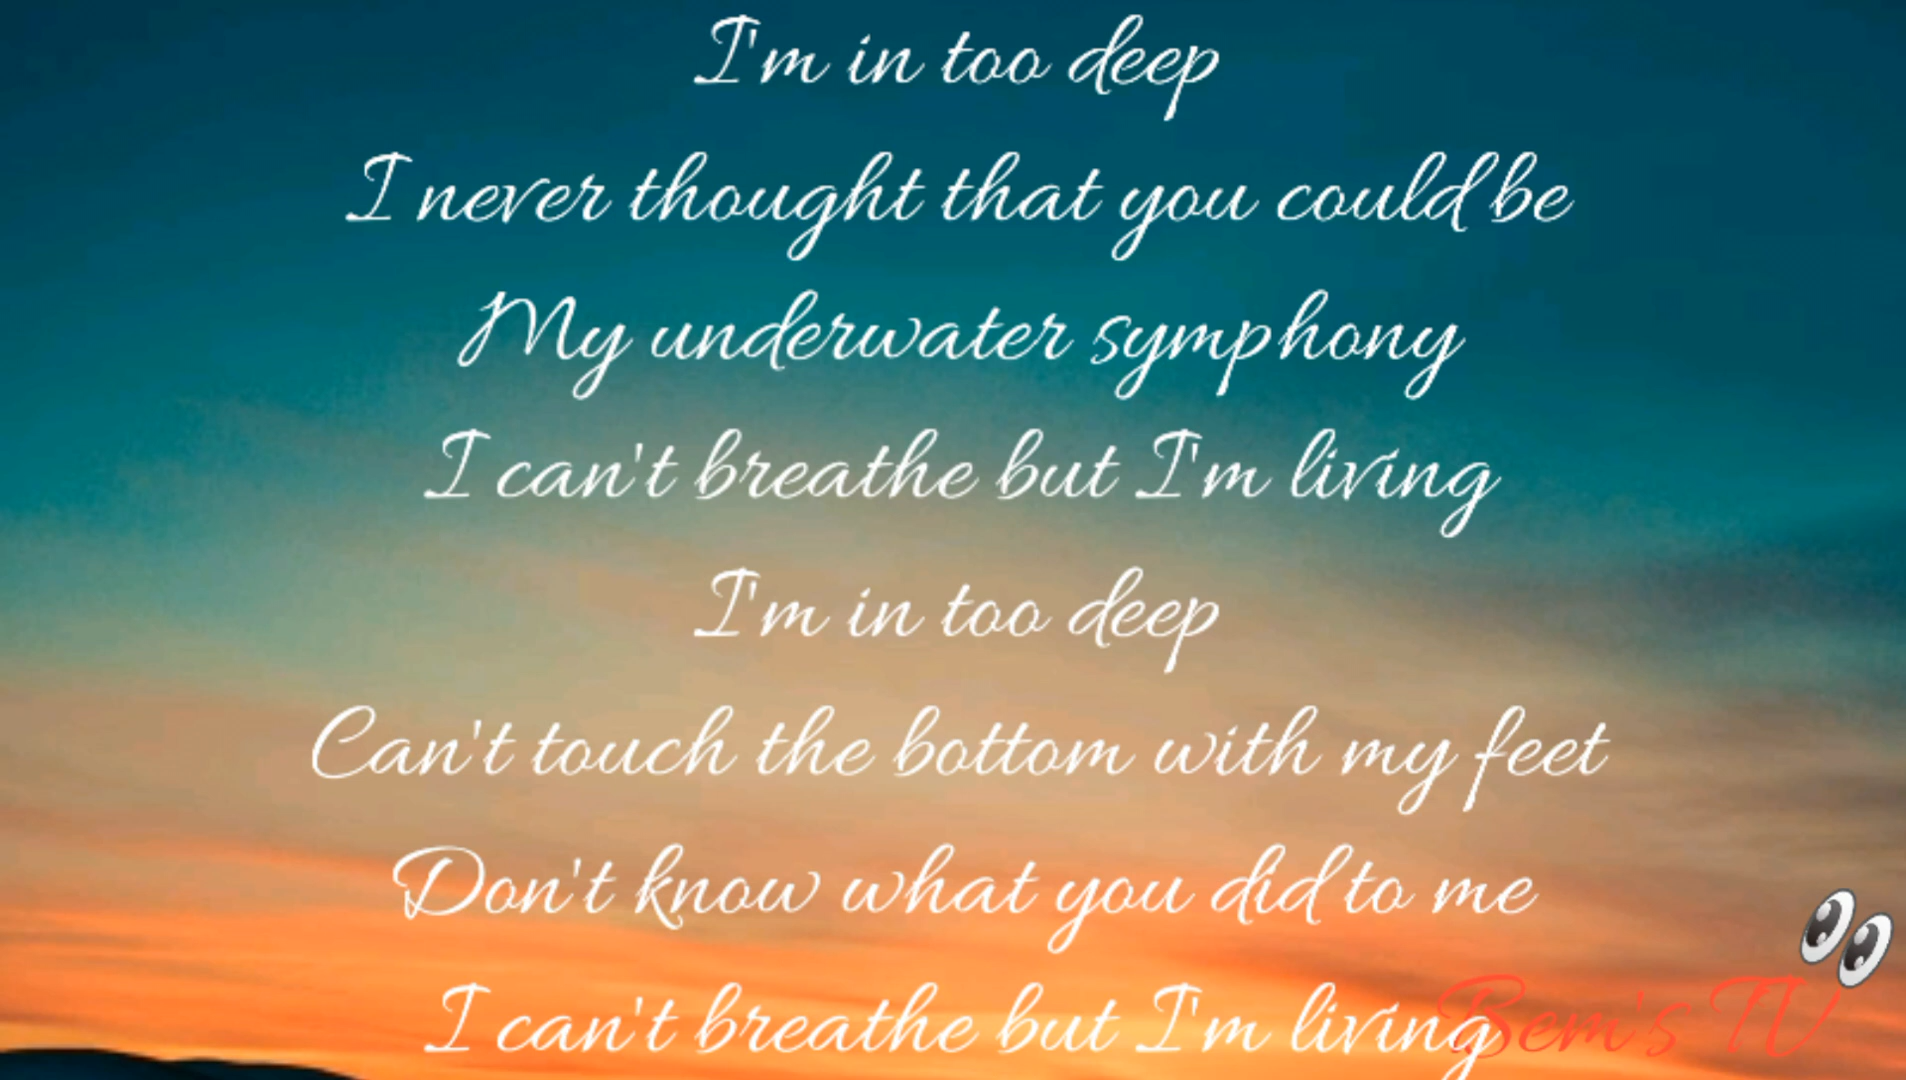 I'm in too deep
I never thought that you could be
My underwater symphony
I can't breathe but I'm living
I'm in too deep
Can't touch the bottom with my feet
Don't know what you did to me
I can't breathe but I'm living
Bem's TV